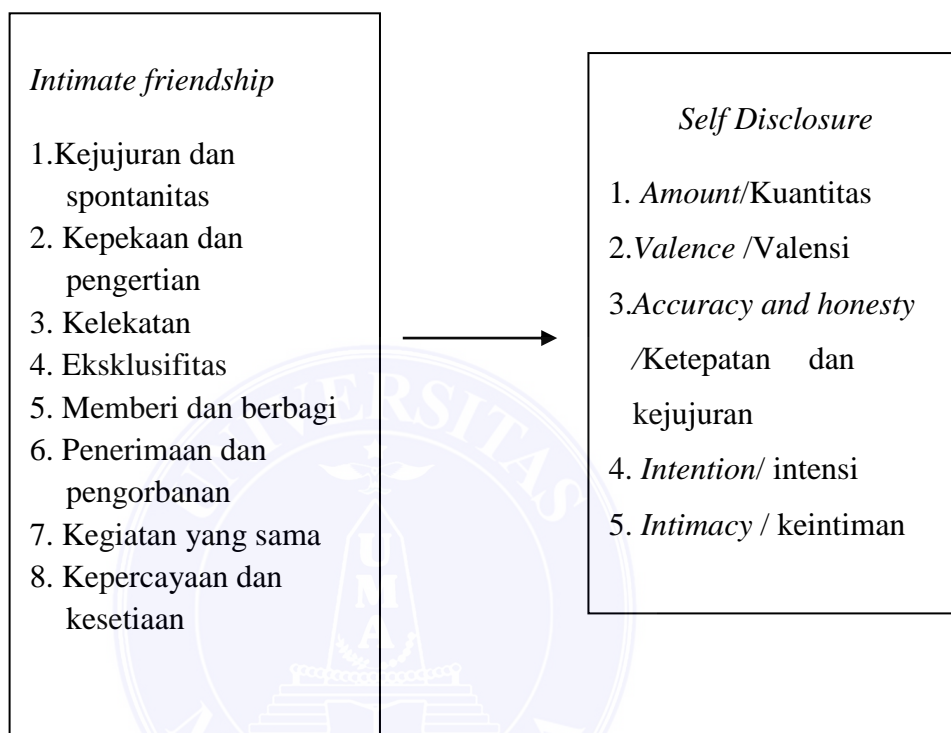 Intimate friendship
1.Kejujuran dan
spontanitas
2. Kepekaan dan
pengertian
3. Kelekatan
4. Eksklusifitas
5. Memberi dan berbagi
6. Penerimaan dan
pengorbanan
7. Kegiatan yang sama
8. Kepercayaan dan
kesetiaan
Self Disclosure
1. Amount/Kuantitas
2.Valence /Valensi
3.Accuracy and honesty
/Ketepatan dan
kejujuran
4. Intention/ intensi
5. Intimacy / keintiman
UNIVERSITAS
U
M
A